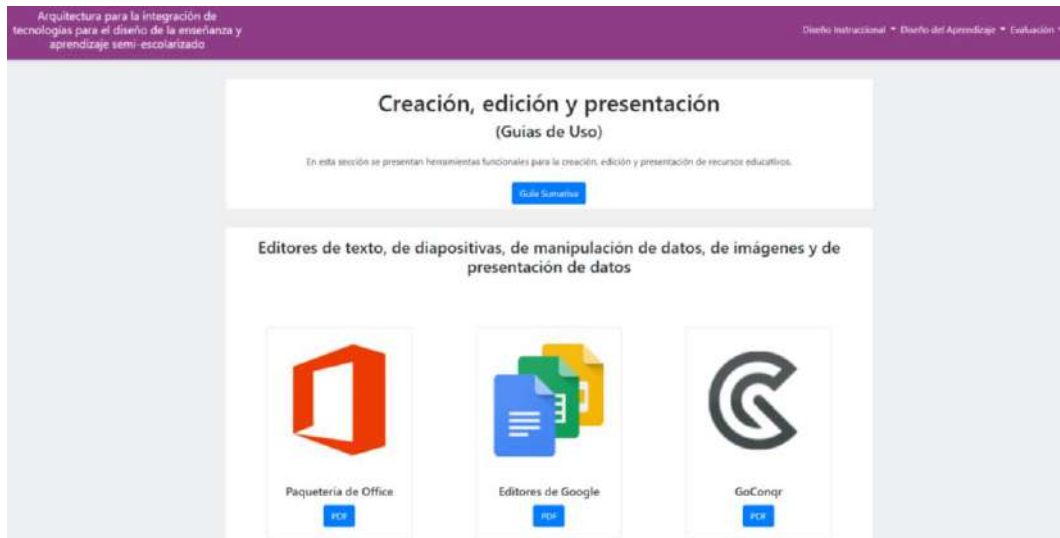 Arquitectura para la integración de
tecnologías para el diseño de la enseñanza y
aprendizaje semi-escolarizado
Diseño Instruccional Diseño del Aprendizaje Evaluación
Creación, edición y presentación
(Guías de Uso)
En esta sección se presentan herramientas funcionales para la creación, edición y presentación de recursos educativos.
Guía Sumativa
Editores de texto, de diapositivas, de manipulación de datos, de imágenes y de
presentación de datos
Paquetería de Office Editores de Google GoConqr
PDF PDF PDF